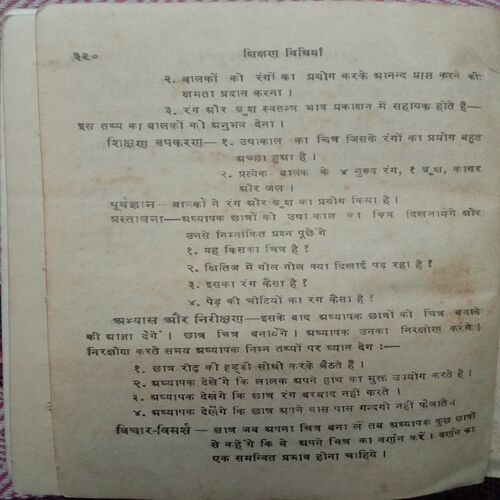 ३२०
शिक्षण विधियाँ
२. बालकों को रंगों का प्रयोग करके आनन्द प्राप्त करने की
क्षमता प्रदान करना ।
३. रंग और ब्रुश स्वतन्त्र भाव प्रकाशन में सहायक होते हैं—
इस तथ्य का बालकों को अनुभव देना ।
शिक्षण उपकरण—१. उषाकाल का चित्र जिसके रंगों का प्रयोग बहुत
अच्छा हुआ है ।
२. प्रत्येक बालक के ४ मुख्य रंग, १ ब्रुश, कागज
और जल ।
पूर्वज्ञान—बालकों ने रंग और ब्रुश का प्रयोग किया है ।
प्रस्तावना—अध्यापक छात्रों को उषा काल का चित्र दिखलायेंगे और
उनसे निम्नांकित प्रश्न पूछेंगे
१. यह किसका चित्र है ?
२. क्षितिज में गोल-गोल क्या दिखाई पड़ रहा है ?
३. इसका रंग कैसा है ?
४. पेड़ की चोटियों का रंग कैसा है ?
अभ्यास और निरीक्षण—इसके बाद अध्यापक छात्रों को चित्र बनाने
की आज्ञा देंगे । छात्र चित्र बनायेंगे । अध्यापक उनका निरीक्षण करेंगे ।
निरीक्षण करते समय अध्यापक निम्न तथ्यों पर ध्यान देंगे :—
१. छात्र रीढ़ की हड्डी सीधी करके बैठते हैं ।
२. अध्यापक देखेंगे कि बालक अपने हाथ का मुक्त उपयोग करते हैं ।
३. अध्यापक देखेंगे कि छात्र रंग बरबाद नहीं करते ।
४. अध्यापक देखेंगे कि छात्र अपने पास-पास गन्दगी नहीं फैलाते ।
विचार-विमर्श—छात्र जब अपना चित्र बना लें तब अध्यापक कुछ छात्रों
से कहेंगे कि वे अपने चित्र का वर्णन करें । वर्णन का
एक समन्वित प्रभाव होना चाहिये ।